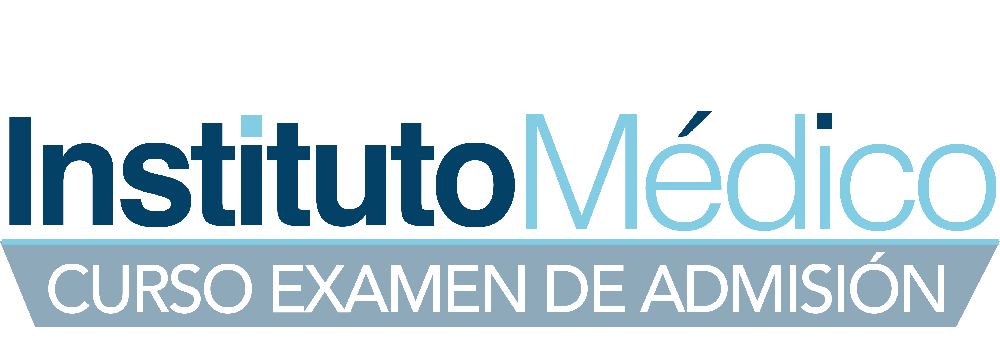 InstitutoMédico
CURSO EXAMEN DE ADMISIÓN